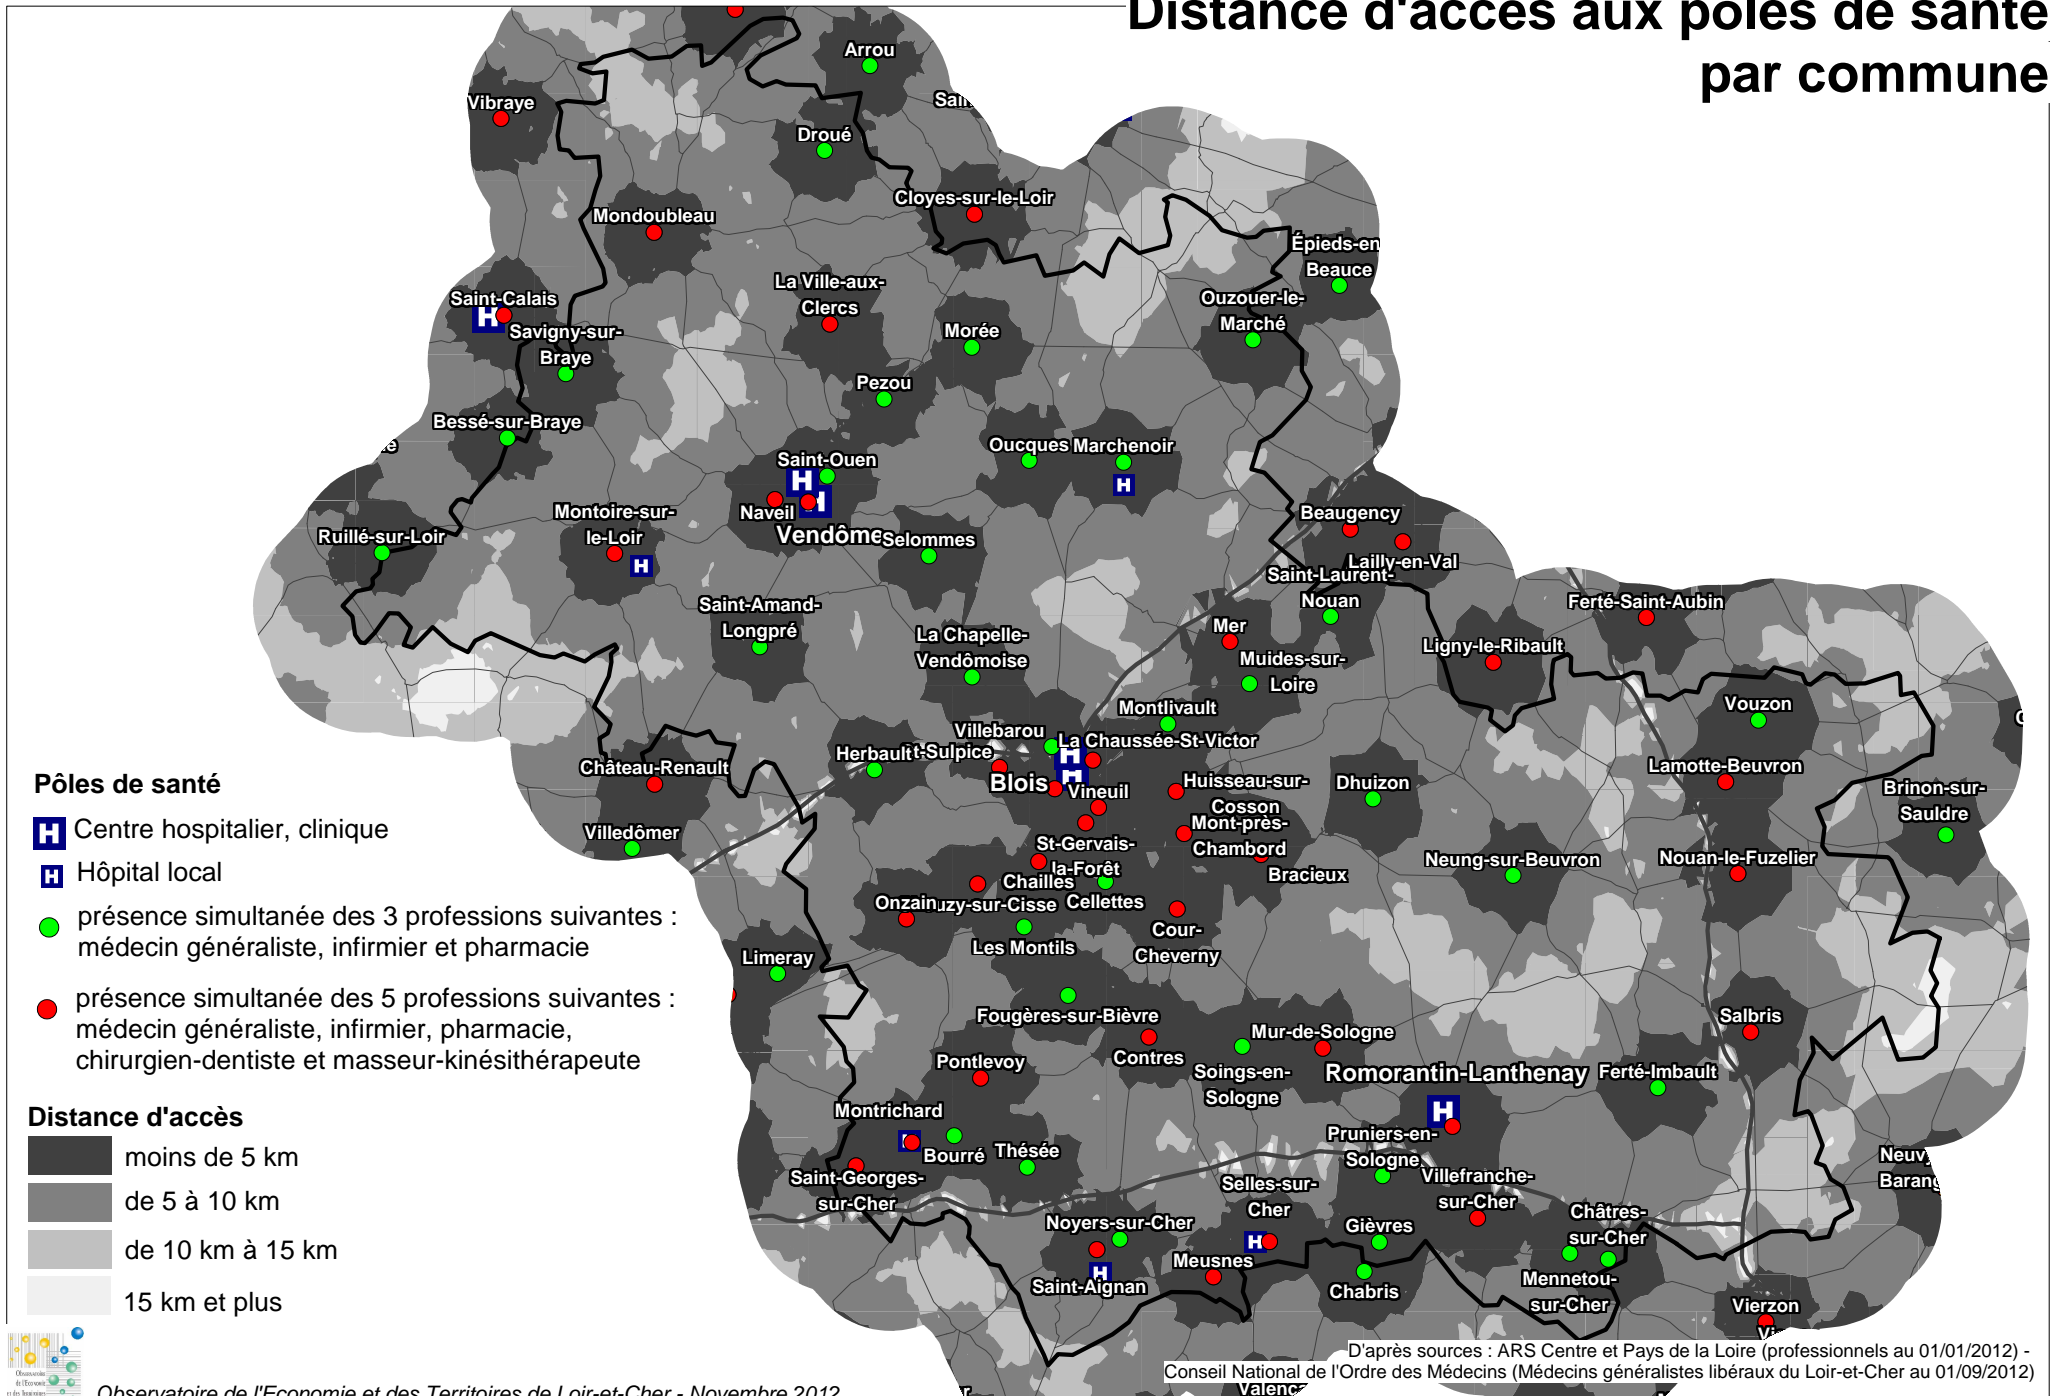 Distance d'accès aux pôles de santé
par commune
Arrou
Vibraye
Droué
Cloyes-sur-le-Loir
Mondoubleau
Épieds-en
Beauce
La Ville-aux-
Clercs
Saint-Calais
Ouzouer-le-
Marché
Savigny-sur-
Braye
Morée
Pezou
Bessé-sur-Braye
Oucques
Marchenoir
Saint-Ouen
Naveil
Vendôme
Selommes
Montoire-sur-
le-Loir
Ruillé-sur-Loir
Beaugency
Lailly-en-Val
Saint-Laurent-
Nouan
Ferté-Saint-Aubin
Saint-Amand-
Longpré
La Chapelle-
Vendômoise
Mer
Muides-sur-
Loire
Ligny-le-Ribault
Vouzon
Montlivault
Villebarou
La Chaussée-St-Victor
Herbault
t-Sulpice
Blois
Vineuil
Château-Renault
Villedômer
Huisseau-sur-
Cosson
Mont-près-
Chambord
Bracieux
Dhuizon
Lamotte-Beuvron
Brinon-sur-
Sauldre
Neung-sur-Beuvron
Nouan-le-Fuzelier
St-Gervais-
la-Forêt
Chailles
Onzain
uzy-sur-Cisse
Cellettes
Les Montils
Cour-
Cheverny
Limeray
Fougères-sur-Bièvre
Contres
Mur-de-Sologne
Soings-en-
Sologne
Salbris
Pontlevoy
Romorantin-Lanthenay
Ferté-Imbault
Montrichard
Bourré
Thésée
Pruniers-en-
Sologne
Saint-Georges-
sur-Cher
Selles-sur-
Cher
Villefranche-
sur-Cher
Neuvy
Barang
Noyers-sur-Cher
Gièvres
Châtres-
sur-Cher
Saint-Aignan
Meusnes
Chabris
Mennetou-
sur-Cher
Vierzon
Pôles de santé
H Centre hospitalier, clinique
H Hôpital local
présence simultanée des 3 professions suivantes :
médecin généraliste, infirmier et pharmacie
présence simultanée des 5 professions suivantes :
médecin généraliste, infirmier, pharmacie,
chirurgien-dentiste et masseur-kinésithérapeute
Distance d'accès
moins de 5 km
de 5 à 10 km
de 10 km à 15 km
15 km et plus
Observatoire
de l'Economie
et des Territoires
Observatoire de l'Economie et des Territoires de Loir-et-Cher - Novembre 2012
D'après sources : ARS Centre et Pays de la Loire (professionnels au 01/01/2012) -
Conseil National de l'Ordre des Médecins (Médecins généralistes libéraux du Loir-et-Cher au 01/09/2012)